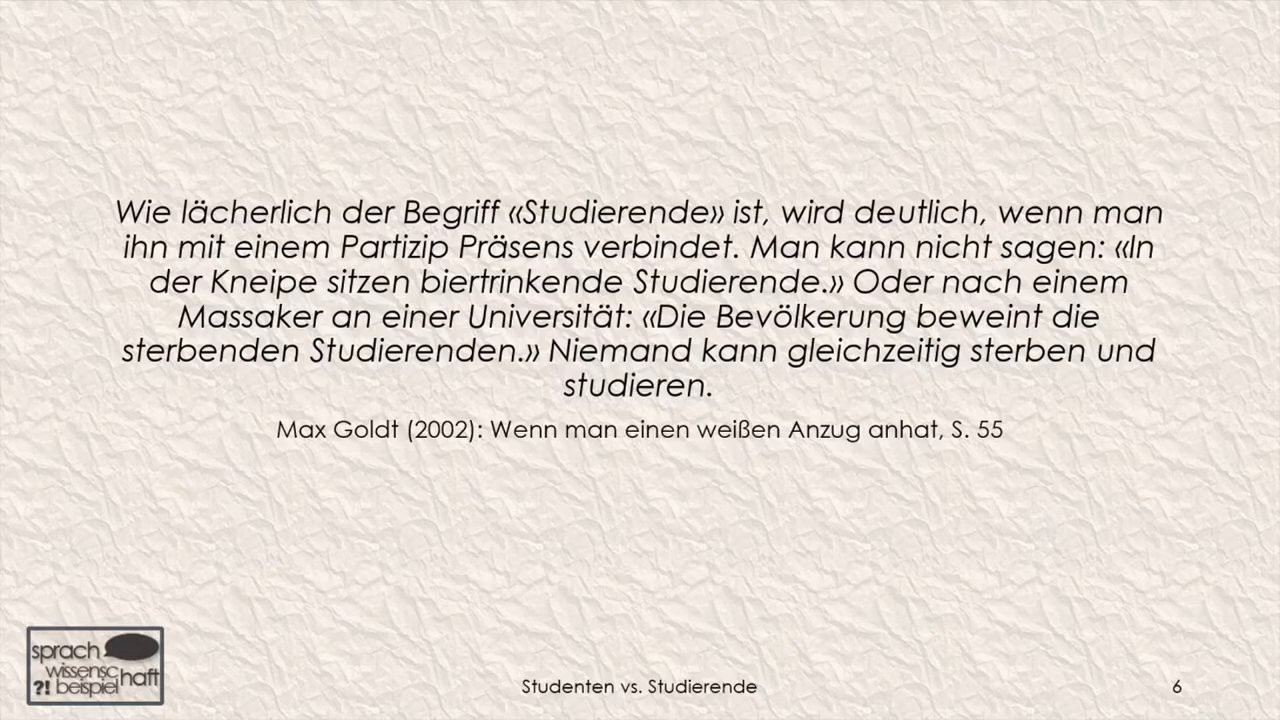 Wie lächerlich der Begriff «Studierende» ist, wird deutlich, wenn man
ihn mit einem Partizip Präsens verbindet. Man kann nicht sagen: «In
der Kneipe sitzen biertrinkende Studierende.» Oder nach einem
Massaker an einer Universität: «Die Bevölkerung beweint die
sterbenden Studierenden.» Niemand kann gleichzeitig sterben und
studieren.
Max Goldt (2002): Wenn man einen weißen Anzug anhat, S. 55
sprach
wissensc
haft
?! beispiel
Studenten vs. Studierende
6